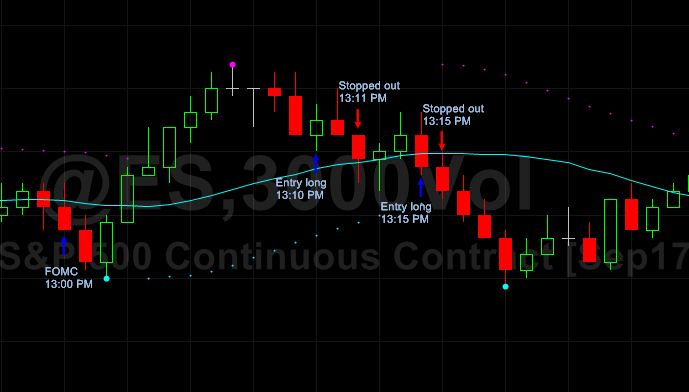 @ES,3000Vol
S&P 500 Continuous Contract [Sep17
Stopped out
13:11 PM
Stopped out
13:15 PM
Entry long
13:10 PM
Entry long
13:15 PM
FOMC
13:00 PM